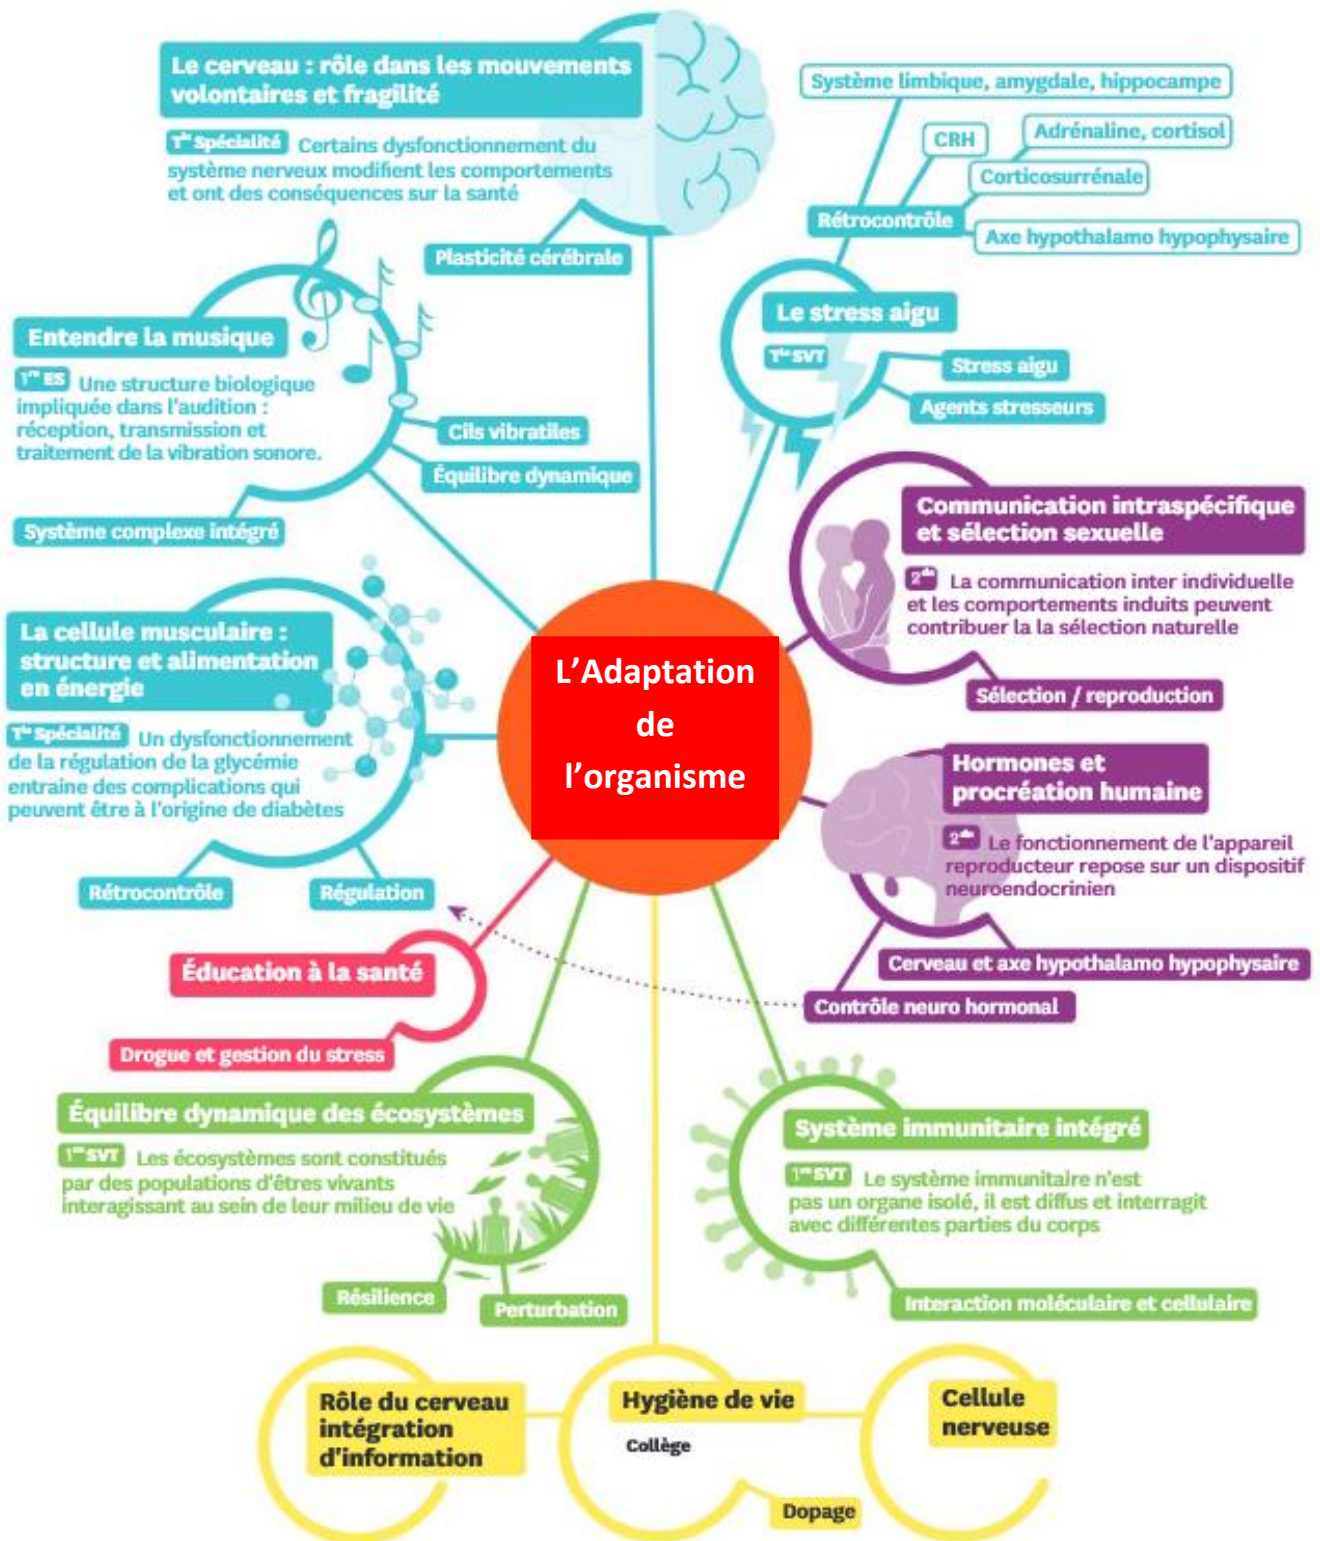 Le cerveau : rôle dans les mouvements
volontaires et fragilité
Tle Spécialité Certains dysfonctionnement du
système nerveux modifient les comportements
et ont des conséquences sur la santé
Plasticité cérébrale
Système limbique, amygdale, hippocampe
CRH
Adrénaline, cortisol
Corticosurrénale
Rétrocontrôle
Axe hypothalamo hypophysaire
Le stress aigu
Tle SVT
Stress aigu
Agents stresseurs
Entendre la musique
1re ES Une structure biologique
impliquée dans l'audition :
réception, transmission et
traitement de la vibration sonore.
Cils vibratiles
Équilibre dynamique
Système complexe intégré
Communication intraspécifique
et sélection sexuelle
2de La communication inter individuelle
et les comportements induits peuvent
contribuer la la sélection naturelle
Sélection / reproduction
La cellule musculaire :
structure et alimentation
en énergie
Tle Spécialité Un dysfonctionnement
de la régulation de la glycémie
entraine des complications qui
peuvent être à l'origine de diabètes
Rétrocontrôle
Régulation
L'Adaptation
de
l'organisme
Hormones et
procréation humaine
2de Le fonctionnement de l'appareil
reproducteur repose sur un dispositif
neuroendocrinien
Cerveau et axe hypothalamo hypophysaire
Contrôle neuro hormonal
Éducation à la santé
Drogue et gestion du stress
Équilibre dynamique des écosystèmes
1re SVT Les écosystèmes sont constitués
par des populations d'êtres vivants
interagissant au sein de leur milieu de vie
Résilience
Perturbation
Système immunitaire intégré
1re SVT Le système immunitaire n'est
pas un organe isolé, il est diffus et interragit
avec différentes parties du corps
Interaction moléculaire et cellulaire
Rôle du cerveau
intégration
d'information
Hygiène de vie
Collège
Dopage
Cellule
nerveuse